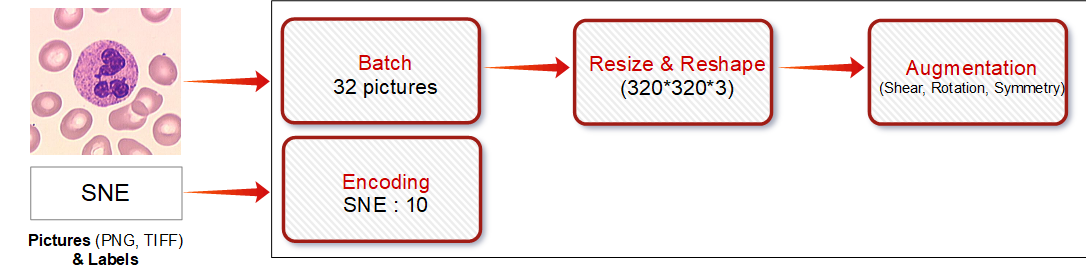 Batch
32 pictures
Resize & Reshape
(320*320*3)
Augmentation
(Shear, Rotation, Symmetry)
SNE
Encoding
SNE : 10
Pictures (PNG, TIFF)
& Labels